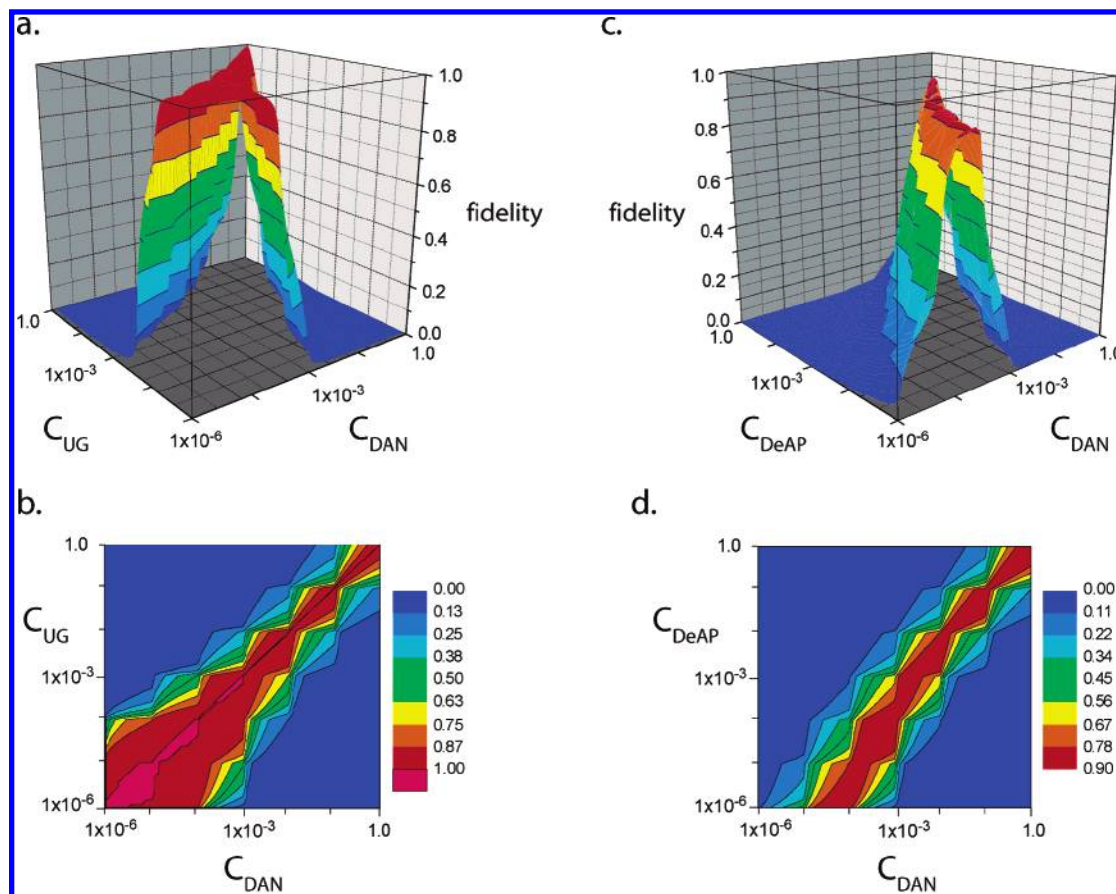 a.
1.0
0.8
0.6
fidelity
0.4
0.2
0.0
1.0
1.0
1x10-3
1x10-3
CUG
CDAN
1x10-6
c.
1.0
0.8
0.6
fidelity
0.4
0.2
0.0
1.0
1.0
1x10-3
1x10-3
CDeAP
CDAN
1x10-6
b.
1.0
CUG
1x10-3
1x10-6
1x10-6
1x10-3
1.0
CDAN
0.00
0.13
0.25
0.38
0.50
0.63
0.75
0.87
1.00
d.
1.0
CDeAP
1x10-3
1x10-6
1x10-6
1x10-3
1.0
CDAN
0.00
0.11
0.22
0.34
0.45
0.56
0.67
0.78
0.90